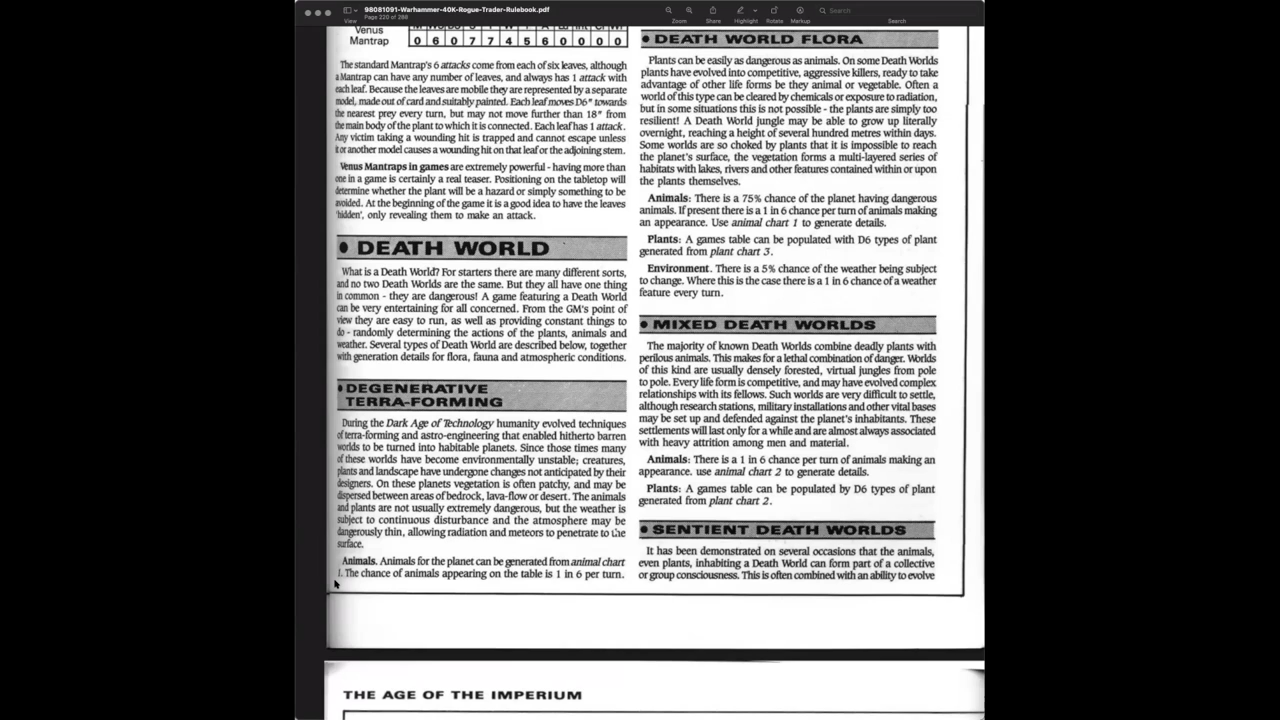 98081091-Warhammer-40K-Rogue-Trader-Rulebook.pdf
Page 220 of 288
View
Zoom
Share
Highlight
Rotate
Markup
Search
Search
Venus
Mantrap
0 6 0 7 7 4 5 6 0 0 0 0
The standard Mantrap's 6 attacks come from each of six leaves, although
a Mantrap can have any number of leaves, and always has 1 attack with
each leaf. Because the leaves are mobile they are represented by a separate
model, made out of card and suitably painted. Each leaf moves D6" towards
the nearest prey every turn, but may not move further than 18" from
the main body of the plant to which it is connected. Each leaf has 1 attack.
Any victim taking a wounding hit is trapped and cannot escape unless
it or another model causes a wounding hit on that leaf or the adjoining stem.
Venus Mantraps in games are extremely powerful - having more than
one in a game is certainly a real teaser. Positioning on the tabletop will
determine whether the plant will be a hazard or simply something to be
avoided. At the beginning of the game it is a good idea to have the leaves
'hidden', only revealing them to make an attack.
• DEATH WORLD
What is a Death World? For starters there are many different sorts,
and no two Death Worlds are the same. But they all have one thing
in common - they are dangerous! A game featuring a Death World
can be very entertaining for all concerned. From the GM's point of
view they are easy to run, as well as providing constant things to
do - randomly determining the actions of the plants, animals and
weather. Several types of Death World are described below, together
with generation details for flora, fauna and atmospheric conditions.
• DEGENERATIVE
TERRA-FORMING
During the Dark Age of Technology humanity evolved techniques
of terra-forming and astro-engineering that enabled hitherto barren
worlds to be turned into habitable planets. Since those times many
of these worlds have become environmentally unstable; creatures,
plants and landscape have undergone changes not anticipated by their
designers. On these planets vegetation is often patchy, and may be
dispersed between areas of bedrock, lava-flow or desert. The animals
and plants are not usually extremely dangerous, but the weather is
subject to continuous disturbance and the atmosphere may be
dangerously thin, allowing radiation and meteors to penetrate to the
surface.
Animals. Animals for the planet can be generated from animal chart
1. The chance of animals appearing on the table is 1 in 6 per turn.
• DEATH WORLD FLORA
Plants can be easily as dangerous as animals. On some Death Worlds
plants have evolved into competitive, aggressive killers, ready to take
advantage of other life forms be they animal or vegetable. Often a
world of this type can be cleared by chemicals or exposure to radiation,
but in some situations this is not possible - the plants are simply too
resilient! A Death World jungle may be able to grow up literally
overnight, reaching a height of several hundred metres within days.
Some worlds are so choked by plants that it is impossible to reach
the planet's surface, the vegetation forms a multi-layered series of
habitats with lakes, rivers and other features contained within or upon
the plants themselves.
Animals: There is a 75% chance of the planet having dangerous
animals. If present there is a 1 in 6 chance per turn of animals making
an appearance. Use animal chart 1 to generate details.
Plants: A games table can be populated with D6 types of plant
generated from plant chart 3.
Environment. There is a 5% chance of the weather being subject
to change. Where this is the case there is a 1 in 6 chance of a weather
feature every turn.
• MIXED DEATH WORLDS
The majority of known Death Worlds combine deadly plants with
perilous animals. This makes for a lethal combination of danger. Worlds
of this kind are usually densely forested, virtual jungles from pole
to pole. Every life form is competitive, and may have evolved complex
relationships with its fellows. Such worlds are very difficult to settle,
although research stations, military installations and other vital bases
may be set up and defended against the planet's inhabitants. These
settlements will last only for a while and are almost always associated
with heavy attrition among men and material.
Animals: There is a 1 in 6 chance per turn of animals making an
appearance. use animal chart 2 to generate details.
Plants: A games table can be populated by D6 types of plant
generated from plant chart 2.
• SENTIENT DEATH WORLDS
It has been demonstrated on several occasions that the animals,
even plants, inhabiting a Death World can form part of a collective
or group consciousness. This is often combined with an ability to evolve
THE AGE OF THE IMPERIUM